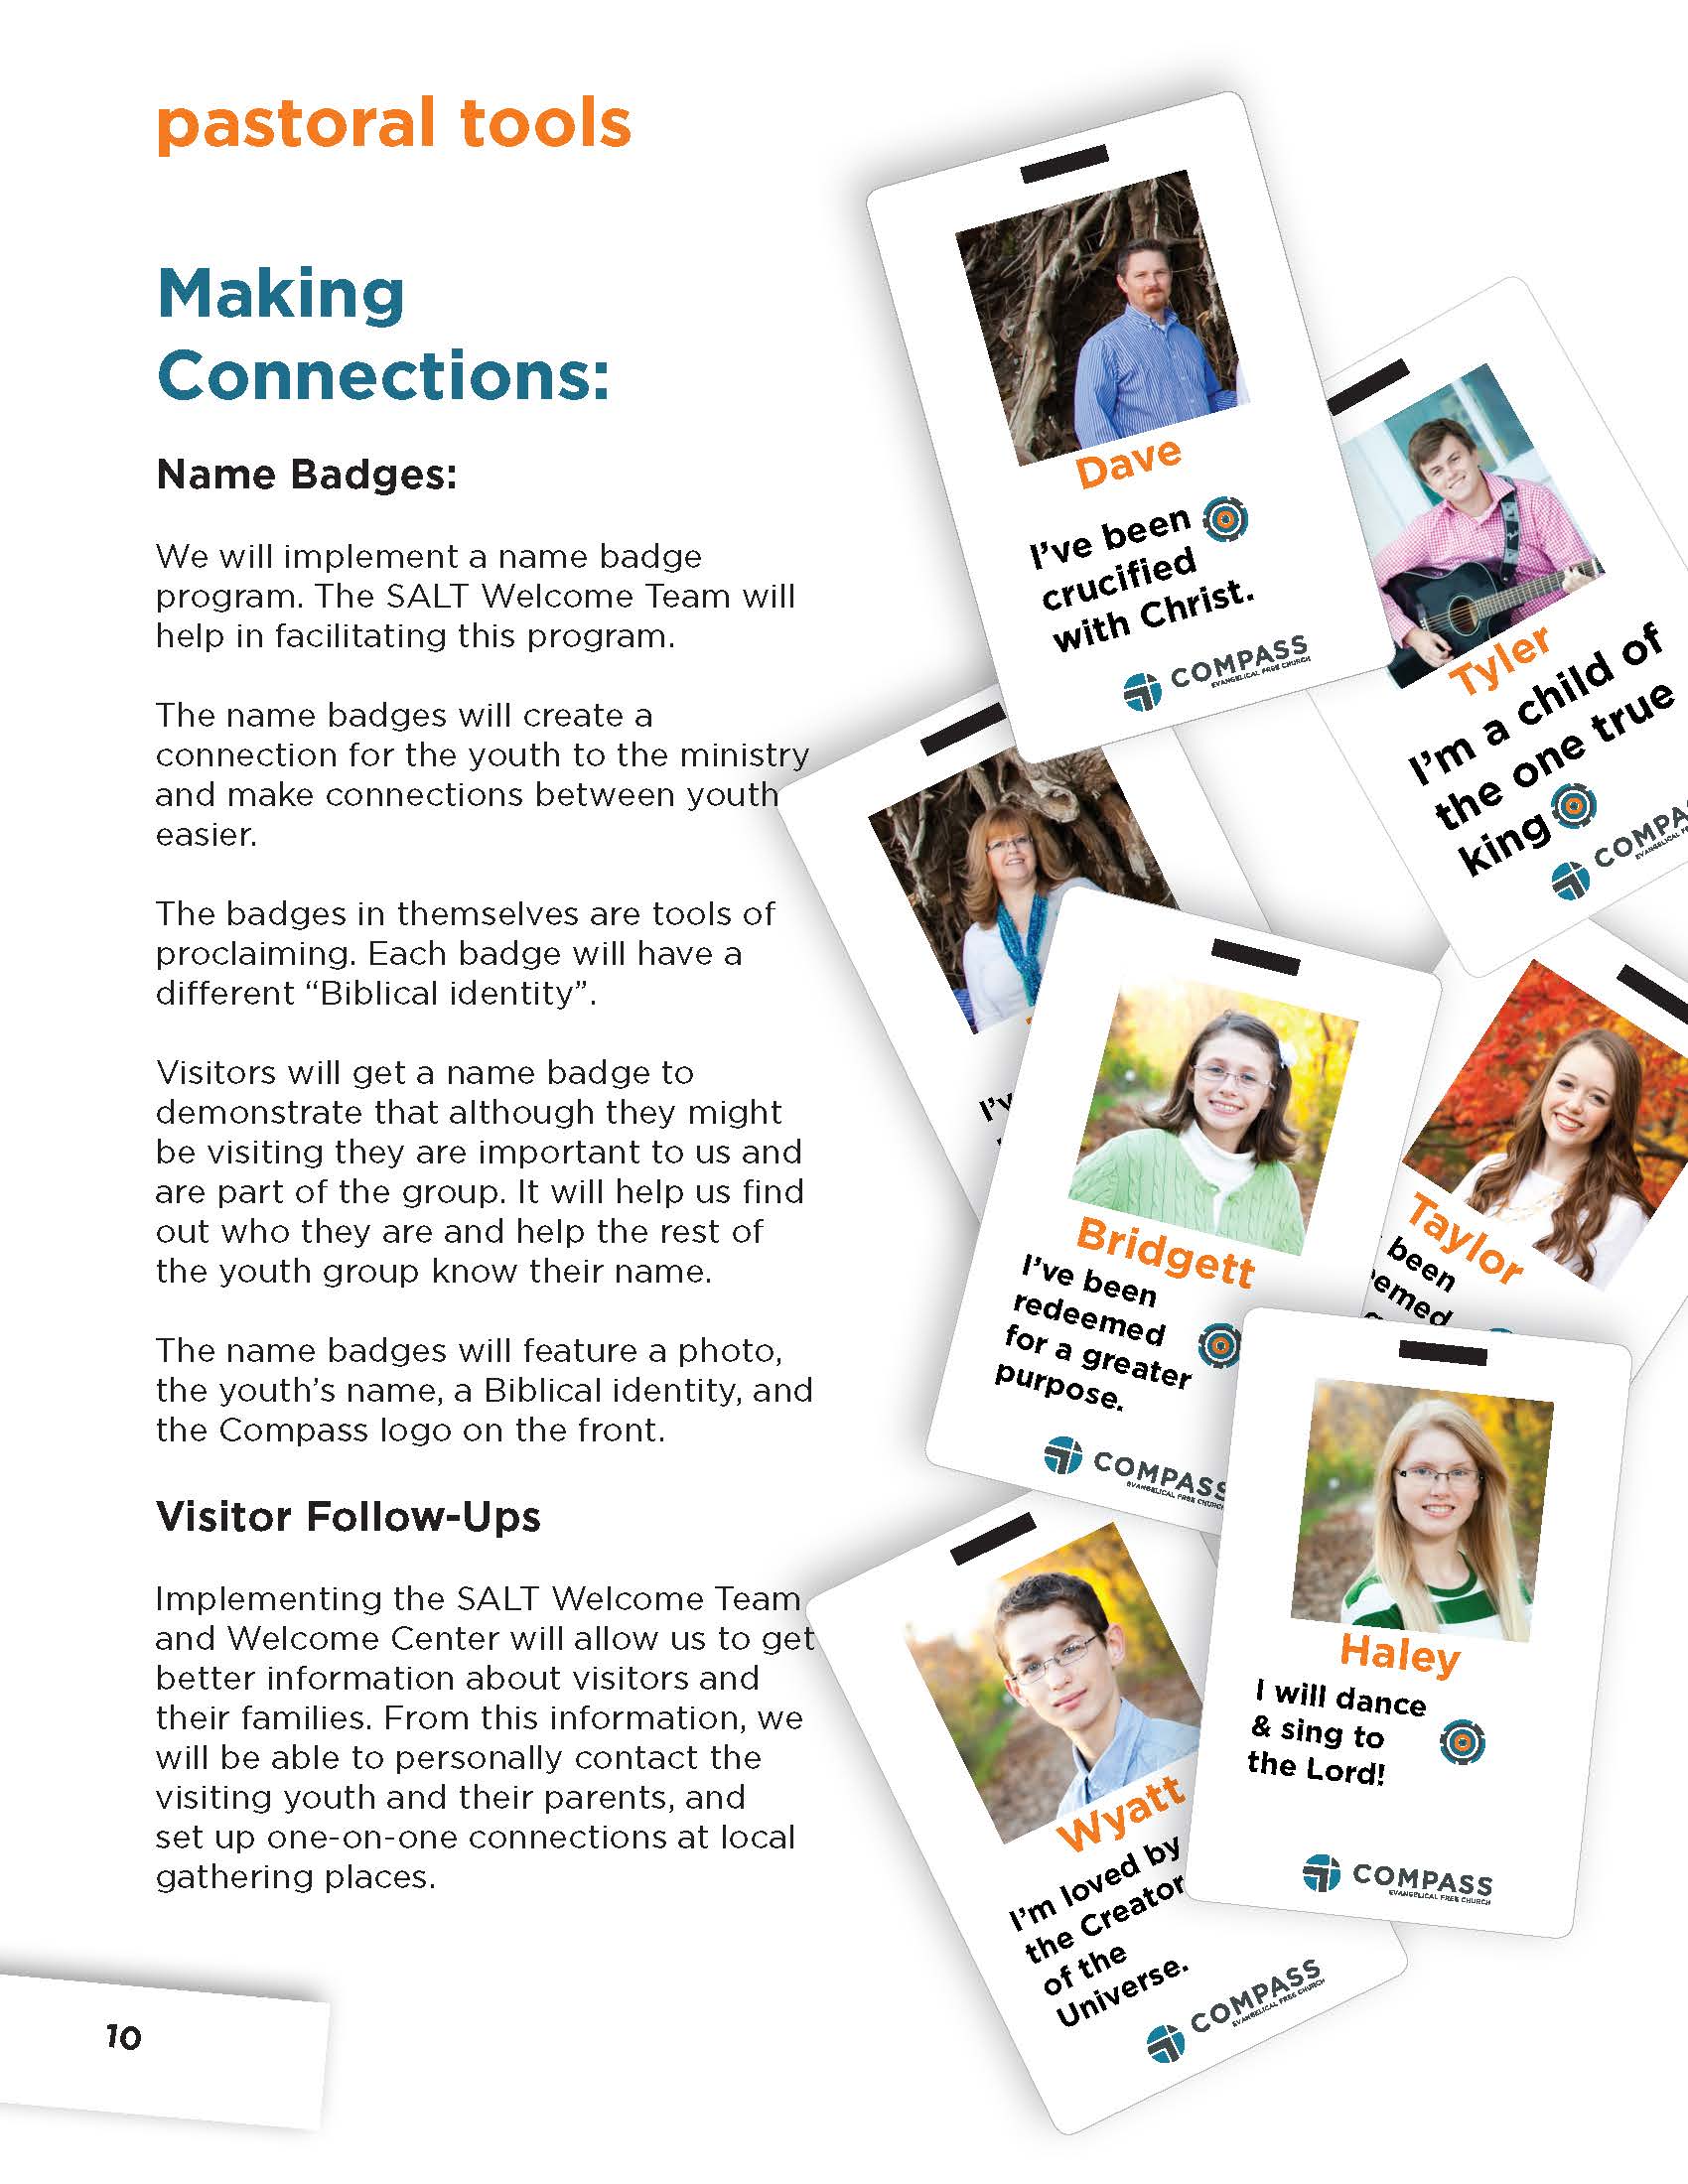 pastoral tools
Making
Connections:
Name Badges:
We will implement a name badge
program. The SALT Welcome Team will
help in facilitating this program.
The name badges will create a
connection for the youth to the ministry
and make connections between youth
easier.
The badges in themselves are tools of
proclaiming. Each badge will have a
different “Biblical identity”.
Visitors will get a name badge to
demonstrate that although they might
be visiting they are important to us and
are part of the group. It will help us find
out who they are and help the rest of
the youth group know their name.
The name badges will feature a photo,
the youth’s name, a Biblical identity, and
the Compass logo on the front.
Visitor Follow-Ups
Implementing the SALT Welcome Team
and Welcome Center will allow us to get
better information about visitors and
their families. From this information, we
will be able to personally contact the
visiting youth and their parents, and
set up one-on-one connections at local
gathering places.
10
Dave
I’ve been
crucified
with Christ.
COMPASS
EVANGELICAL FREE CHURCH
Tyler
I’m a child of
the one true
king
COMPA
EVANGELICAL
Bridgett
I’ve been
redeemed
for a greater
purpose.
COMPASS
EVANGELICAL FREE CHURCH
Taylor
been
Haley
I will dance
& sing to
the Lord!
COMPASS
EVANGELICAL FREE CHURCH
Wyatt
I’m loved by
the Creator
of the
Universe.
COMPASS
EVANGELICAL FREE CHURCH